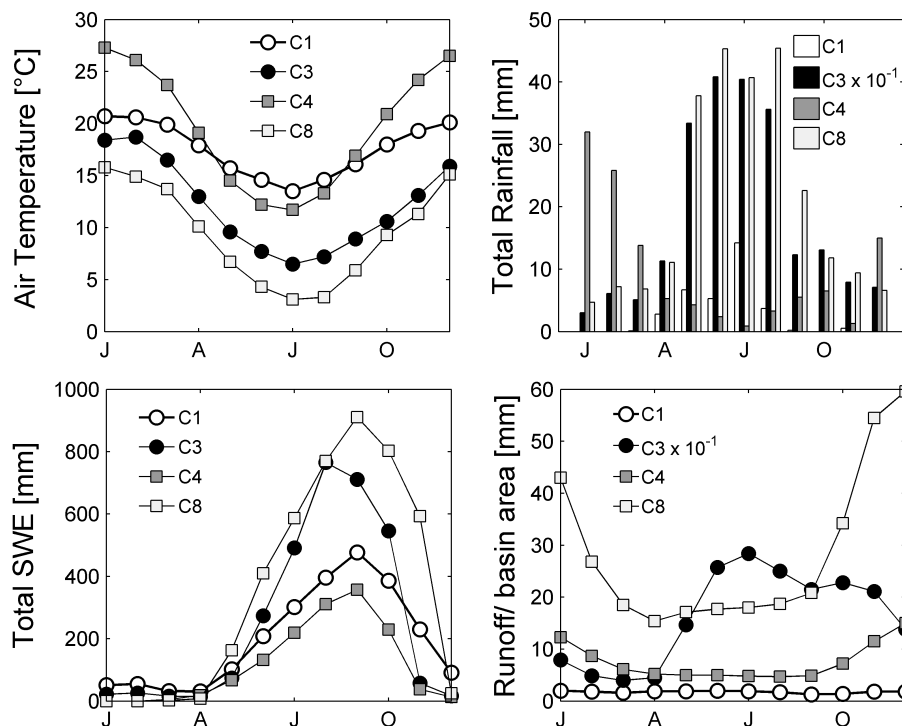 Air Temperature [°C]
30
25
20
15
10
5
0
J
A
J
O
C1
C3
C4
C8
Total Rainfall [mm]
50
40
30
20
10
0
J
A
J
O
C1
C3 x 10⁻¹
C4
C8
Total SWE [mm]
1000
800
600
400
200
0
J
A
J
O
C1
C3
C4
C8
Runoff/ basin area [mm]
60
50
40
30
20
10
0
J
A
J
O
C1
C3 x 10⁻¹
C4
C8